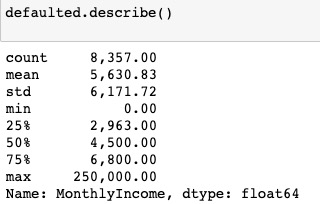 defaulted.describe()
count 8,357.00
mean 5,630.83
std 6,171.72
min 0.00
25% 2,963.00
50% 4,500.00
75% 6,800.00
max 250,000.00
Name: MonthlyIncome, dtype: float64